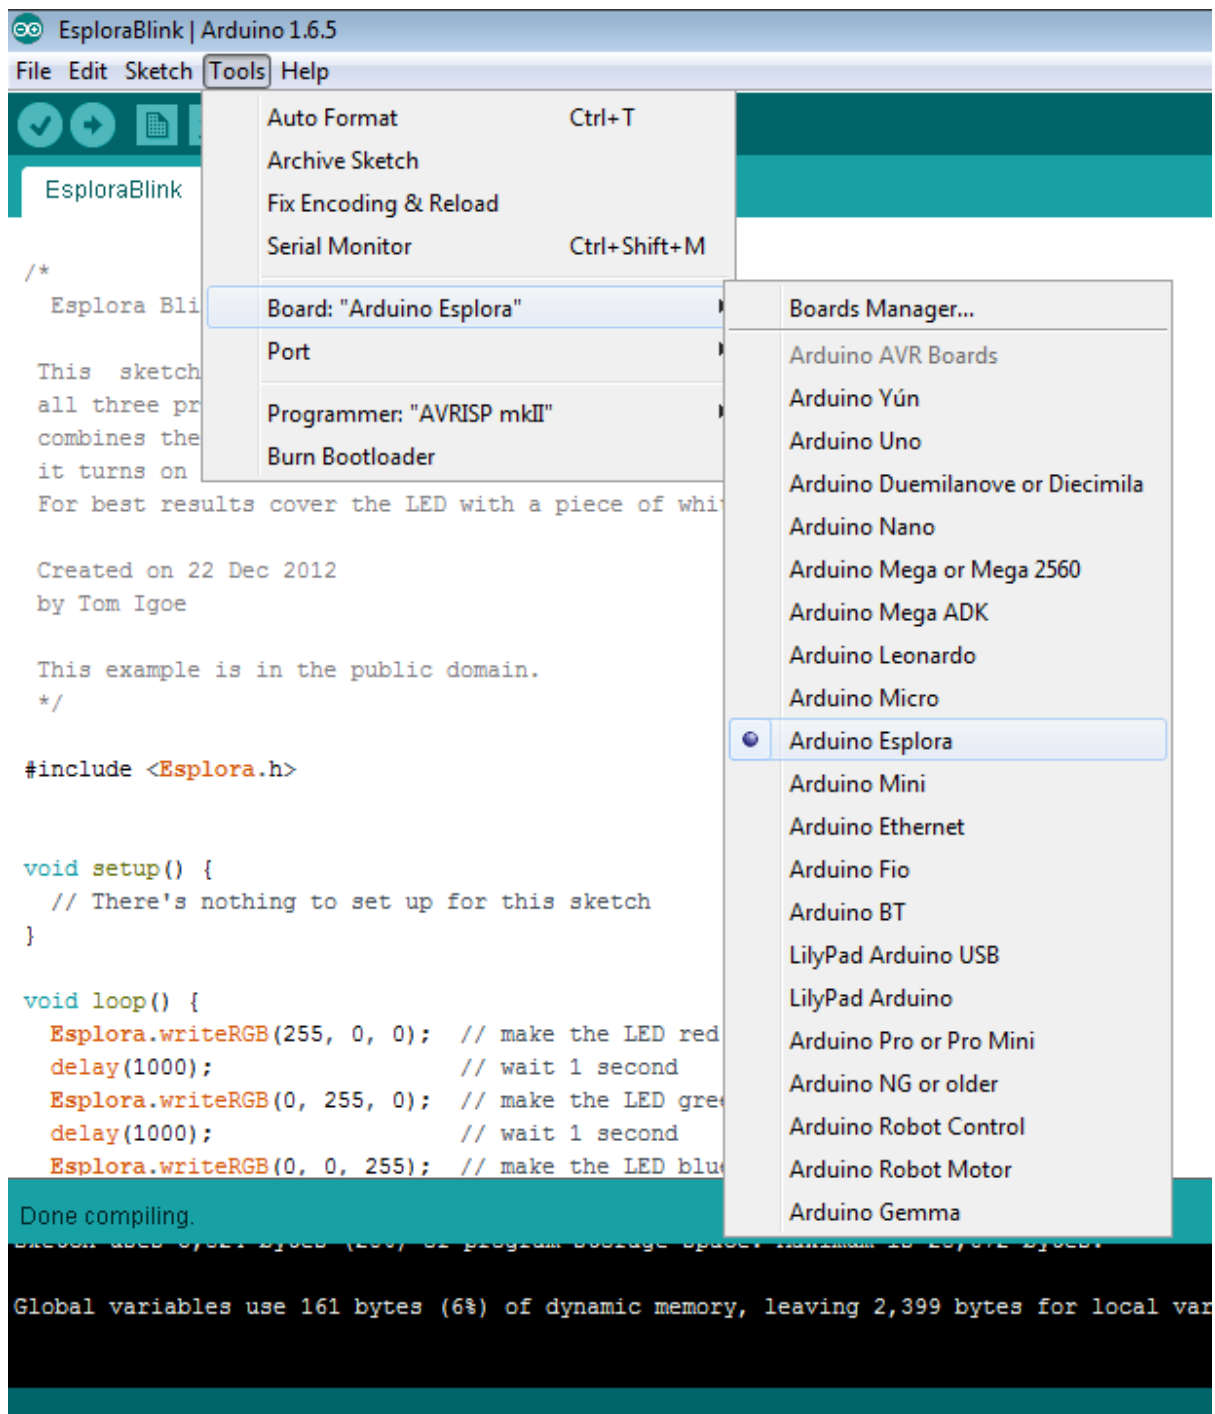 EsploraBlink | Arduino 1.6.5
File Edit Sketch Tools Help
Auto Format Ctrl+T
Archive Sketch
Fix Encoding & Reload
Serial Monitor Ctrl+Shift+M
Board: "Arduino Esplora"
Port
Programmer: "AVRISP mkII"
Burn Bootloader
Boards Manager...
Arduino AVR Boards
Arduino Yún
Arduino Uno
Arduino Duemilanove or Diecimila
Arduino Nano
Arduino Mega or Mega 2560
Arduino Mega ADK
Arduino Leonardo
Arduino Micro
Arduino Esplora
Arduino Mini
Arduino Ethernet
Arduino Fio
Arduino BT
LilyPad Arduino USB
LilyPad Arduino
Arduino Pro or Pro Mini
Arduino NG or older
Arduino Robot Control
Arduino Robot Motor
Arduino Gemma
EsploraBlink
/*
Esplora Bli
This sketch
all three pr
combines the
it turns on
For best results cover the LED with a piece of whi
Created on 22 Dec 2012
by Tom Igoe
This example is in the public domain.
*/
#include <Esplora.h>
void setup() {
// There's nothing to set up for this sketch
}
void loop() {
Esplora.writeRGB(255, 0, 0); // make the LED red
delay(1000); // wait 1 second
Esplora.writeRGB(0, 255, 0); // make the LED gree
delay(1000); // wait 1 second
Esplora.writeRGB(0, 0, 255); // make the LED blue
Done compiling.
Global variables use 161 bytes (6%) of dynamic memory, leaving 2,399 bytes for local var